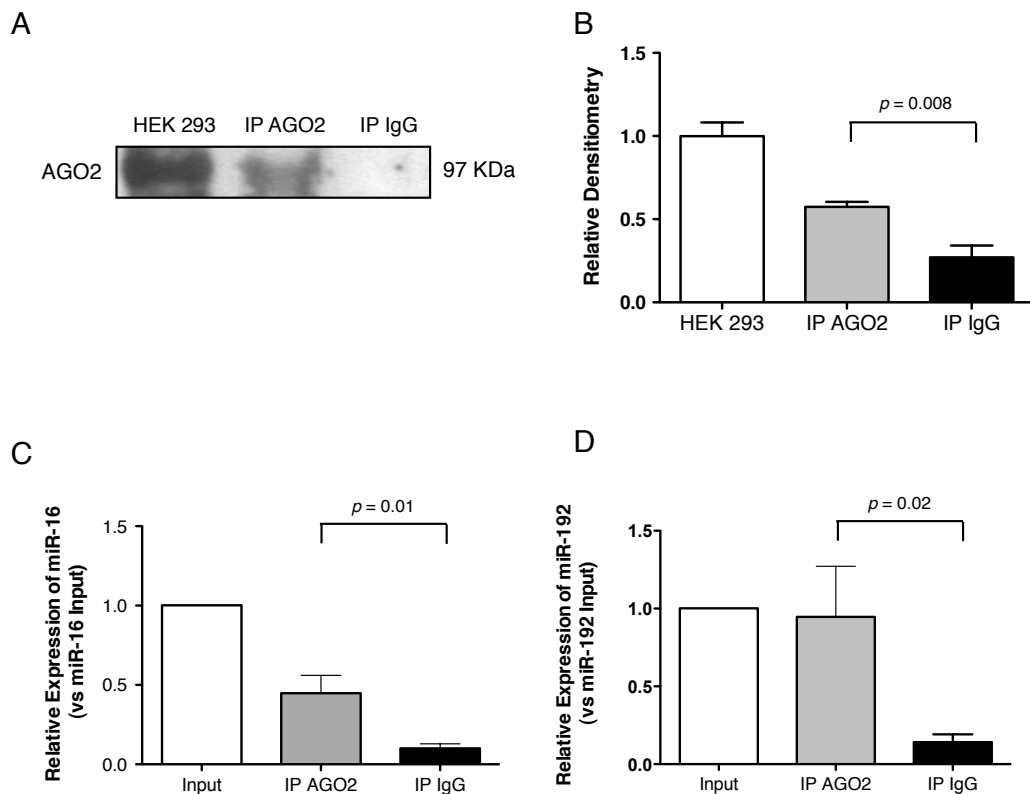 A
HEK 293 IP AGO2 IP IgG
AGO2
97 KDa
B
Relative Densitiometry
1.5
1.0
0.5
0.0
p = 0.008
HEK 293 IP AGO2 IP IgG
C
Relative Expression of miR-16
(vs miR-16 Input)
1.5
1.0
0.5
0.0
p = 0.01
Input IP AGO2 IP IgG
D
Relative Expression of miR-192
(vs miR-192 Input)
1.5
1.0
0.5
0.0
p = 0.02
Input IP AGO2 IP IgG